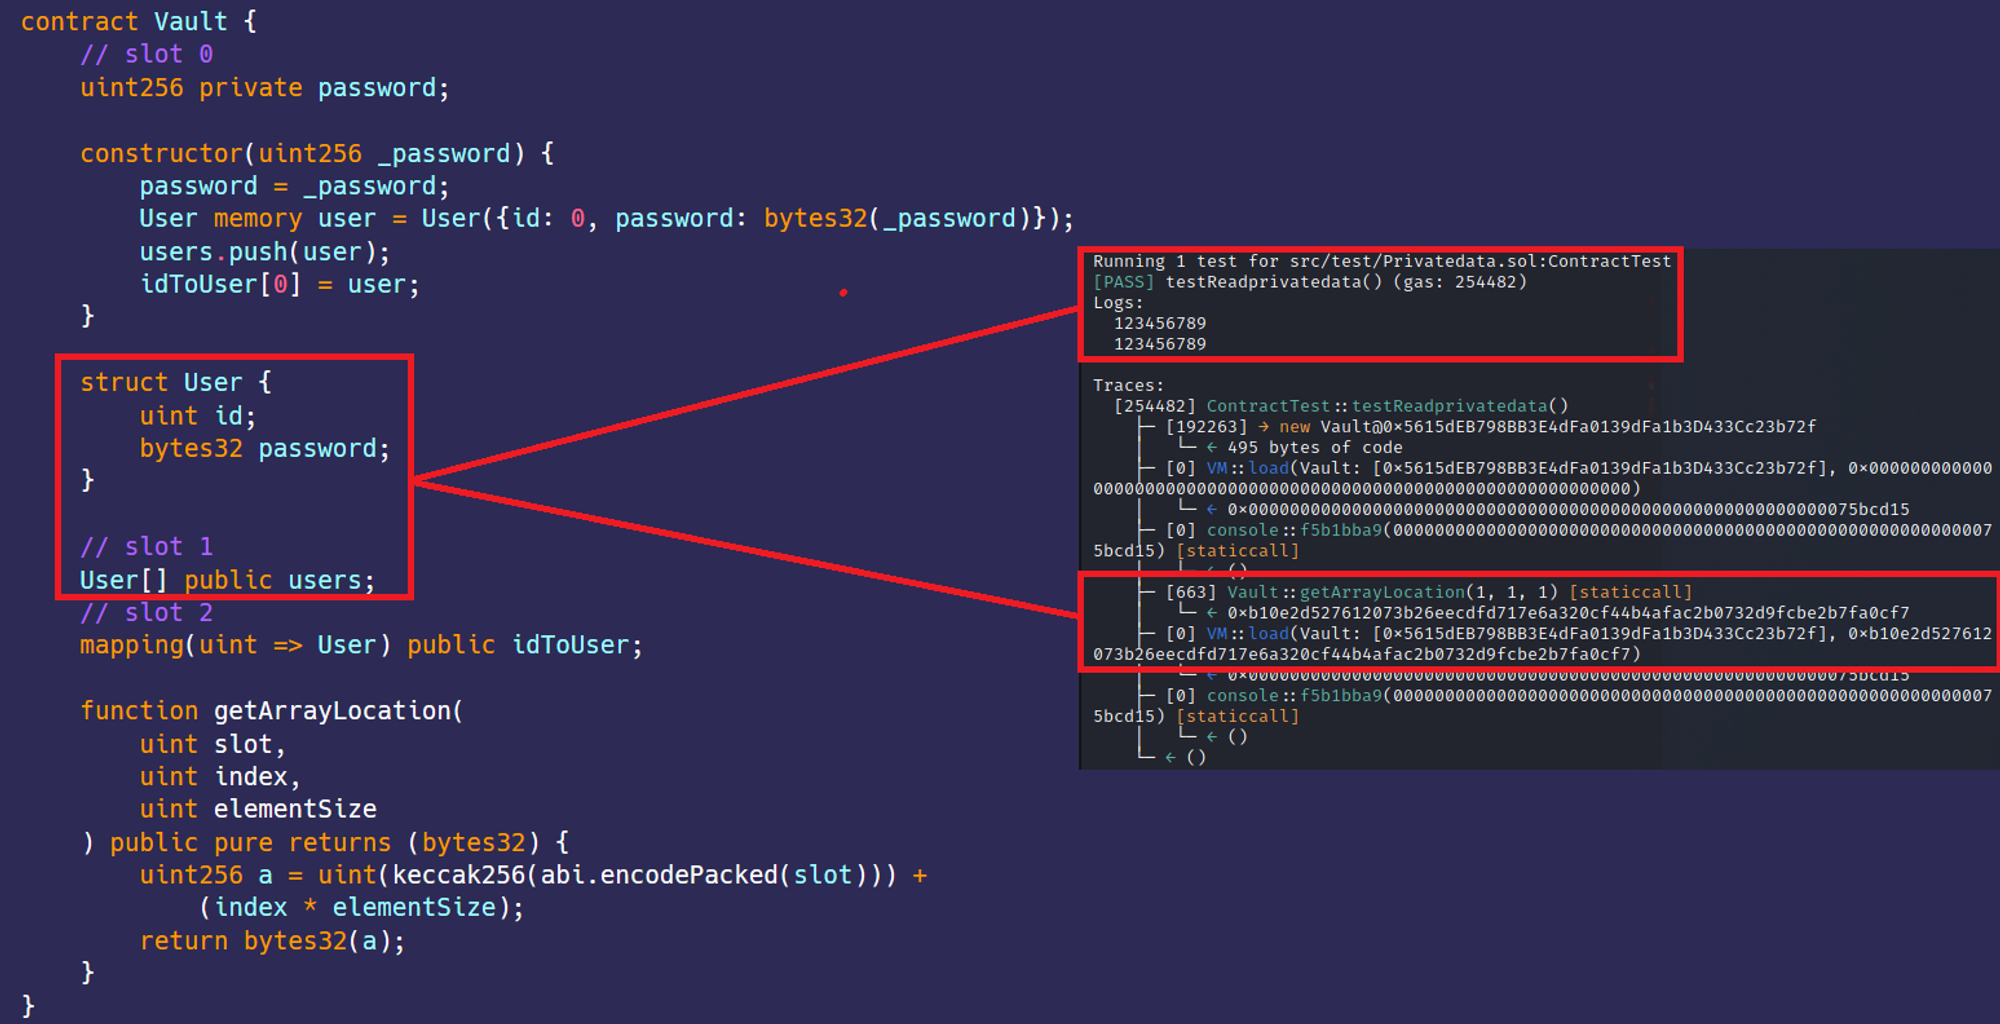 contract Vault {
// slot 0
uint256 private password;
constructor(uint256 _password) {
password = _password;
User memory user = User({id: 0, password: bytes32(_password)});
users.push(user);
idToUser[0] = user;
}
struct User {
uint id;
bytes32 password;
}
// slot 1
User[] public users;
// slot 2
mapping(uint => User) public idToUser;
function getArrayLocation(
uint slot,
uint index,
uint elementSize
) public pure returns (bytes32) {
uint256 a = uint(keccak256(abi.encodePacked(slot))) +
(index * elementSize);
return bytes32(a);
}
}
Running 1 test for src/test/Privatedata.sol:ContractTest
[PASS] testReadprivatedata() (gas: 254482)
Logs:
123456789
123456789
Traces:
[254482] ContractTest::testReadprivatedata()
├─ [192263] → new Vault@0×5615dEB798BB3E4dFa0139dFa1b3D433Cc23b72f
│ └─ ← 495 bytes of code
├─ [0] VM::load(Vault: [0×5615dEB798BB3E4dFa0139dFa1b3D433Cc23b72f], 0×000000000000
0000000000000000000000000000000000000000000000000000)
│ └─ ← 0×00000000000000000000000000000000000000000000000000000000075bcd15
├─ [0] console::f5b1bba9(0000000000000000000000000000000000000000000000000000000007
5bcd15) [staticcall]
│ └─ ← ()
├─ [663] Vault::getArrayLocation(1, 1, 1) [staticcall]
│ └─ ← 0×b10e2d527612073b26eecdfd717e6a320cf44b4afac2b0732d9fcbe2b7fa0cf7
├─ [0] VM::load(Vault: [0×5615dEB798BB3E4dFa0139dFa1b3D433Cc23b72f], 0×b10e2d527612
073b26eecdfd717e6a320cf44b4afac2b0732d9fcbe2b7fa0cf7)
│ └─ ← 0×00000000000000000000000000000000000000000000000000000000075bcd15
├─ [0] console::f5b1bba9(0000000000000000000000000000000000000000000000000000000007
5bcd15) [staticcall]
│ └─ ← ()
└─ ← ()